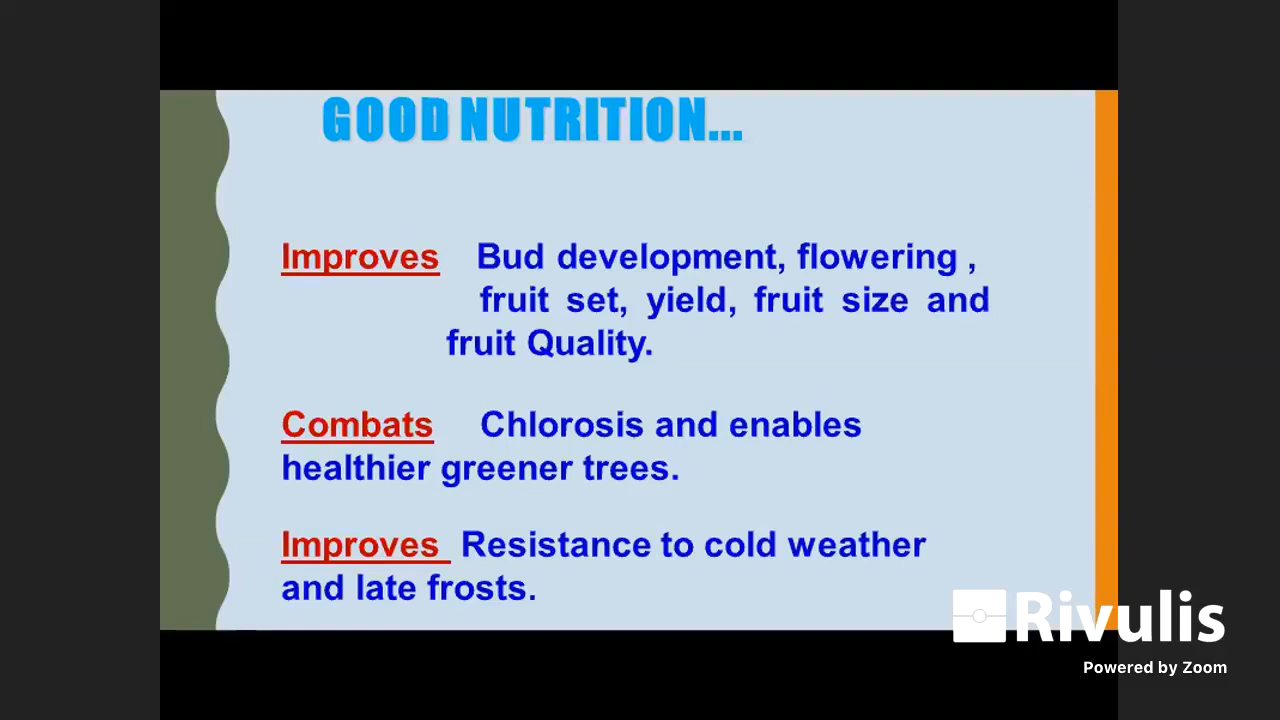 GOOD NUTRITION...
Improves Bud development, flowering ,
fruit set, yield, fruit size and
fruit Quality.
Combats Chlorosis and enables
healthier greener trees.
Improves Resistance to cold weather
and late frosts.
Rivulis
Powered by Zoom